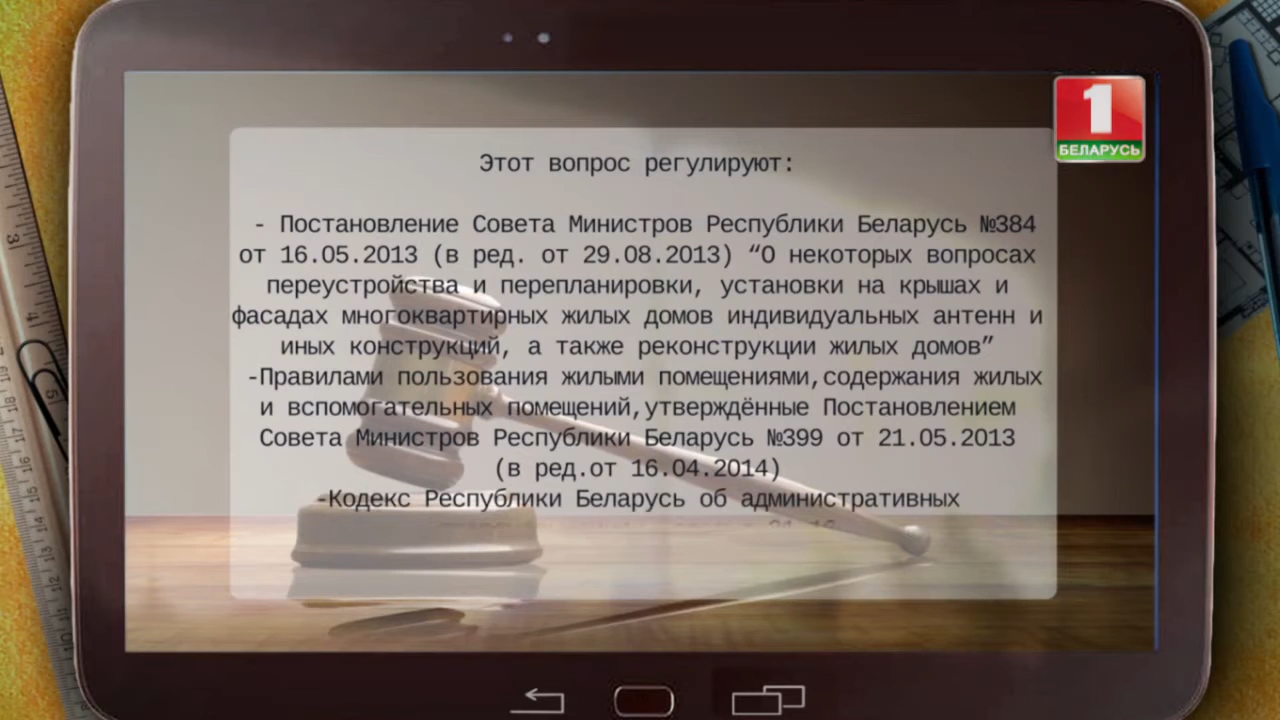 1
БЕЛАРУСЬ
Этот вопрос регулируют:
- Постановление Совета Министров Республики Беларусь №384
от 16.05.2013 (в ред. от 29.08.2013) “О некоторых вопросах
переустройства и перепланировки, установки на крышах и
фасадах многоквартирных жилых домов индивидуальных антенн и
иных конструкций, а также реконструкции жилых домов”
-Правилами пользования жилыми помещениями,содержания жилых
и вспомогательных помещений,утверждённые Постановлением
Совета Министров Республики Беларусь №399 от 21.05.2013
(в ред.от 16.04.2014)
-Кодекс Республики Беларусь об административных